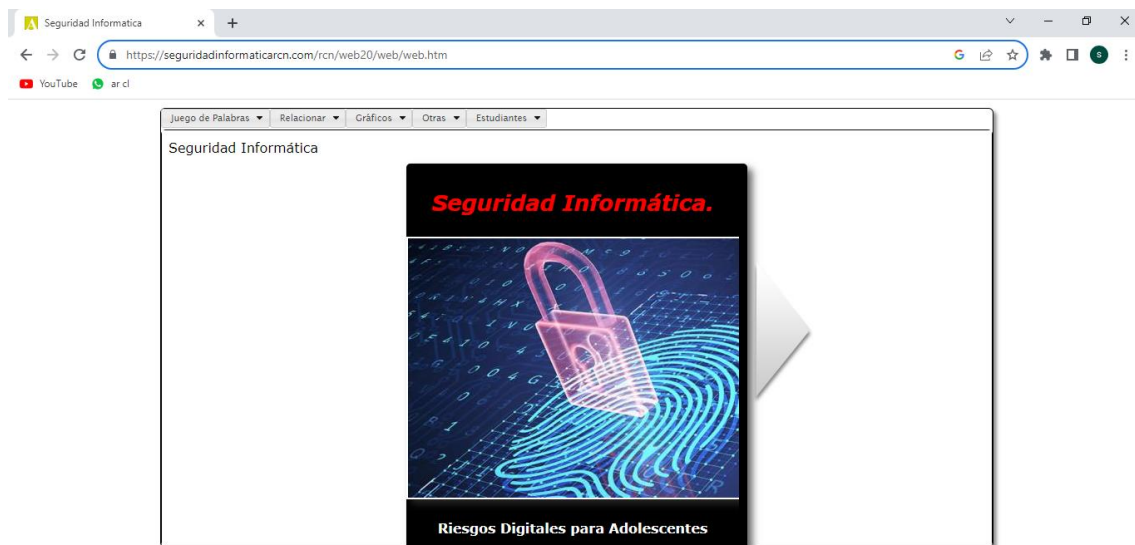 Seguridad Informatica
https://seguridadinformaticarcn.com/rcn/web20/web/web.htm
YouTube ar cl
Juego de Palabras Relacionar Gráficos Otras Estudiantes
Seguridad Informática
Seguridad Informática.
Riesgos Digitales para Adolescentes